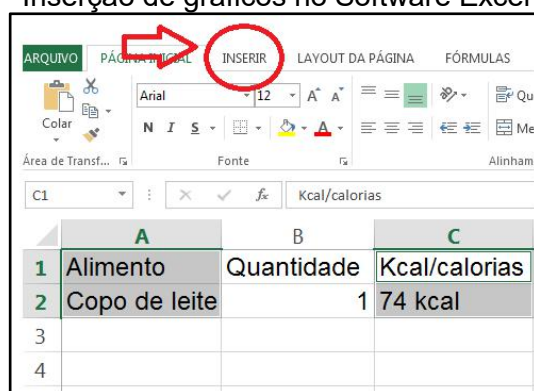 Inserção de gráficos no Software Excel
ARQUIVO PÁGINA INICIAL INSERIR LAYOUT DA PÁGINA FÓRMULAS
Arial 12 A A Qu
Colar N I S A Me
Área de Transf... Fonte Alinham
C1 fx Kcal/calorias
A B C
1 Alimento Quantidade Kcal/calorias
2 Copo de leite 1 74 kcal
3
4